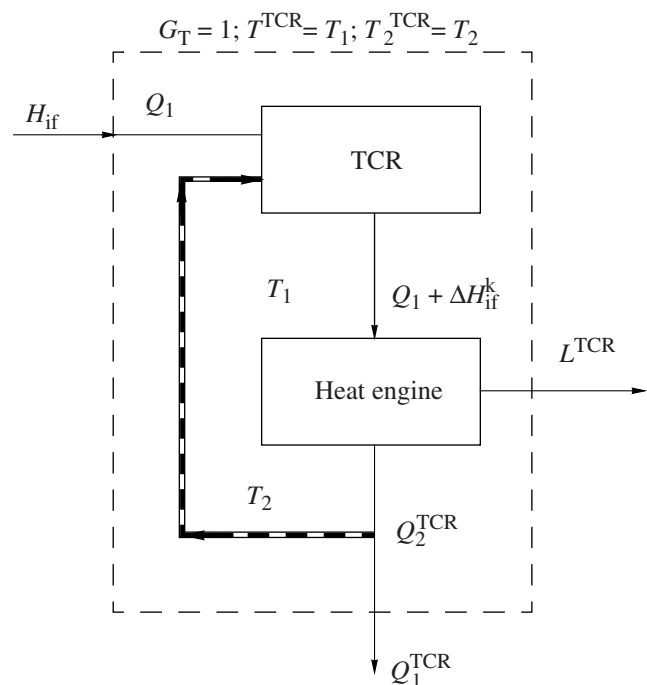 G_T = 1; T^TCR = T_1; T_2^TCR = T_2
H_if
Q_1
TCR
T_1
Q_1 + ΔH_if^k
L^TCR
Heat engine
T_2
Q_2^TCR
Q_1^TCR